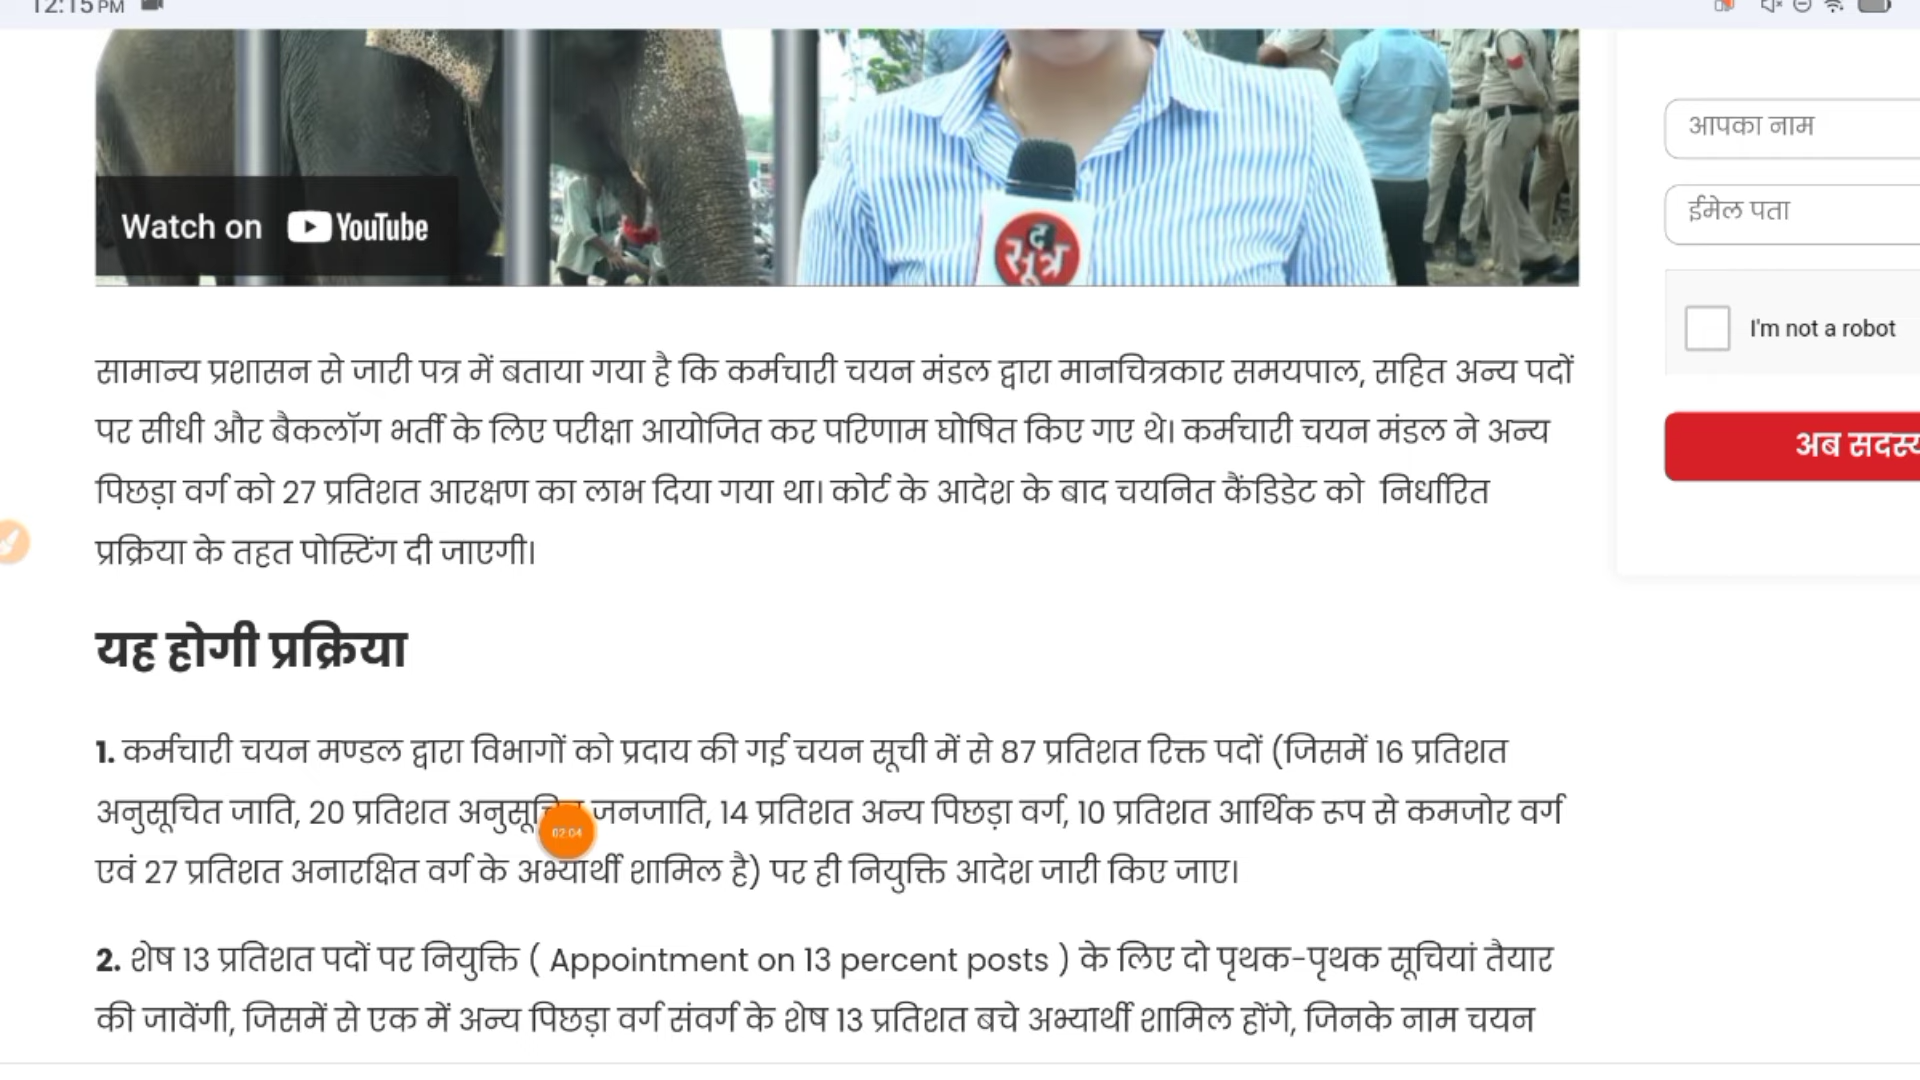 12:15 PM
Watch on YouTube
द सूत्र
आपका नाम
ईमेल पता
I'm not a robot
अब सदस्य
सामान्य प्रशासन से जारी पत्र में बताया गया है कि कर्मचारी चयन मंडल द्वारा मानचित्रकार समयपाल, सहित अन्य पदों
पर सीधी और बैकलॉग भर्ती के लिए परीक्षा आयोजित कर परिणाम घोषित किए गए थे। कर्मचारी चयन मंडल ने अन्य
पिछड़ा वर्ग को 27 प्रतिशत आरक्षण का लाभ दिया गया था। कोर्ट के आदेश के बाद चयनित कैंडिडेट को निर्धारित
प्रक्रिया के तहत पोस्टिंग दी जाएगी।
यह होगी प्रक्रिया
1. कर्मचारी चयन मण्डल द्वारा विभागों को प्रदाय की गई चयन सूची में से 87 प्रतिशत रिक्त पदों (जिसमें 16 प्रतिशत
अनुसूचित जाति, 20 प्रतिशत अनुसूचित जनजाति, 14 प्रतिशत अन्य पिछड़ा वर्ग, 10 प्रतिशत आर्थिक रूप से कमजोर वर्ग
02:04
एवं 27 प्रतिशत अनारक्षित वर्ग के अभ्यार्थी शामिल है) पर ही नियुक्ति आदेश जारी किए जाए।
2. शेष 13 प्रतिशत पदों पर नियुक्ति ( Appointment on 13 percent posts ) के लिए दो पृथक-पृथक सूचियां तैयार
की जावेंगी, जिसमें से एक में अन्य पिछड़ा वर्ग संवर्ग के शेष 13 प्रतिशत बचे अभ्यार्थी शामिल होंगे, जिनके नाम चयन